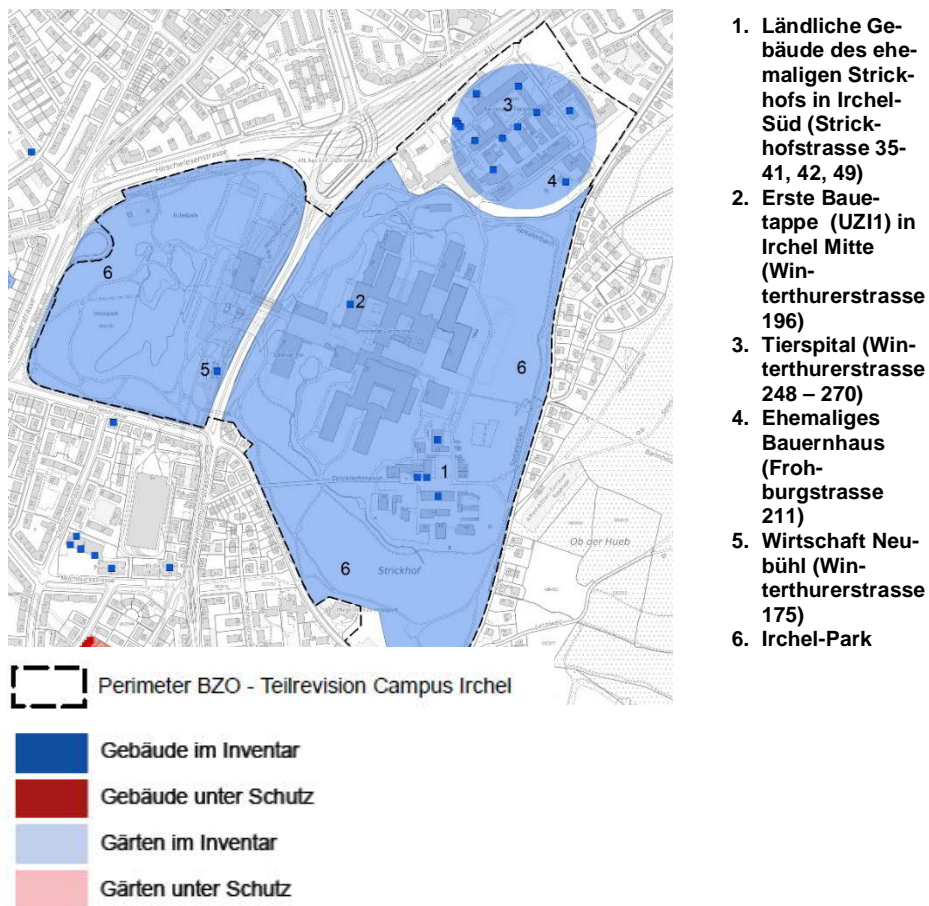 Hirschwiesenstrasse
3
4
6
2
5
6
1
Strickhofstrasse
Ob der Hueb
6
Strickhof
Perimeter BZO - Teilrevision Campus Irchel
Gebäude im Inventar
Gebäude unter Schutz
Gärten im Inventar
Gärten unter Schutz
1. Ländliche Ge-
bäude des ehe-
maligen Strick-
hofs in Irchel-
Süd (Strick-
hofstrasse 35-
41, 42, 49)
2. Erste Baue-
tappe (UZI1) in
Irchel Mitte
(Win-
terthurerstrasse
196)
3. Tierspital (Win-
terthurerstrasse
248 – 270)
4. Ehemaliges
Bauernhaus
(Froh-
burgstrasse
211)
5. Wirtschaft Neu-
bühl (Win-
terthurerstrasse
175)
6. Irchel-Park